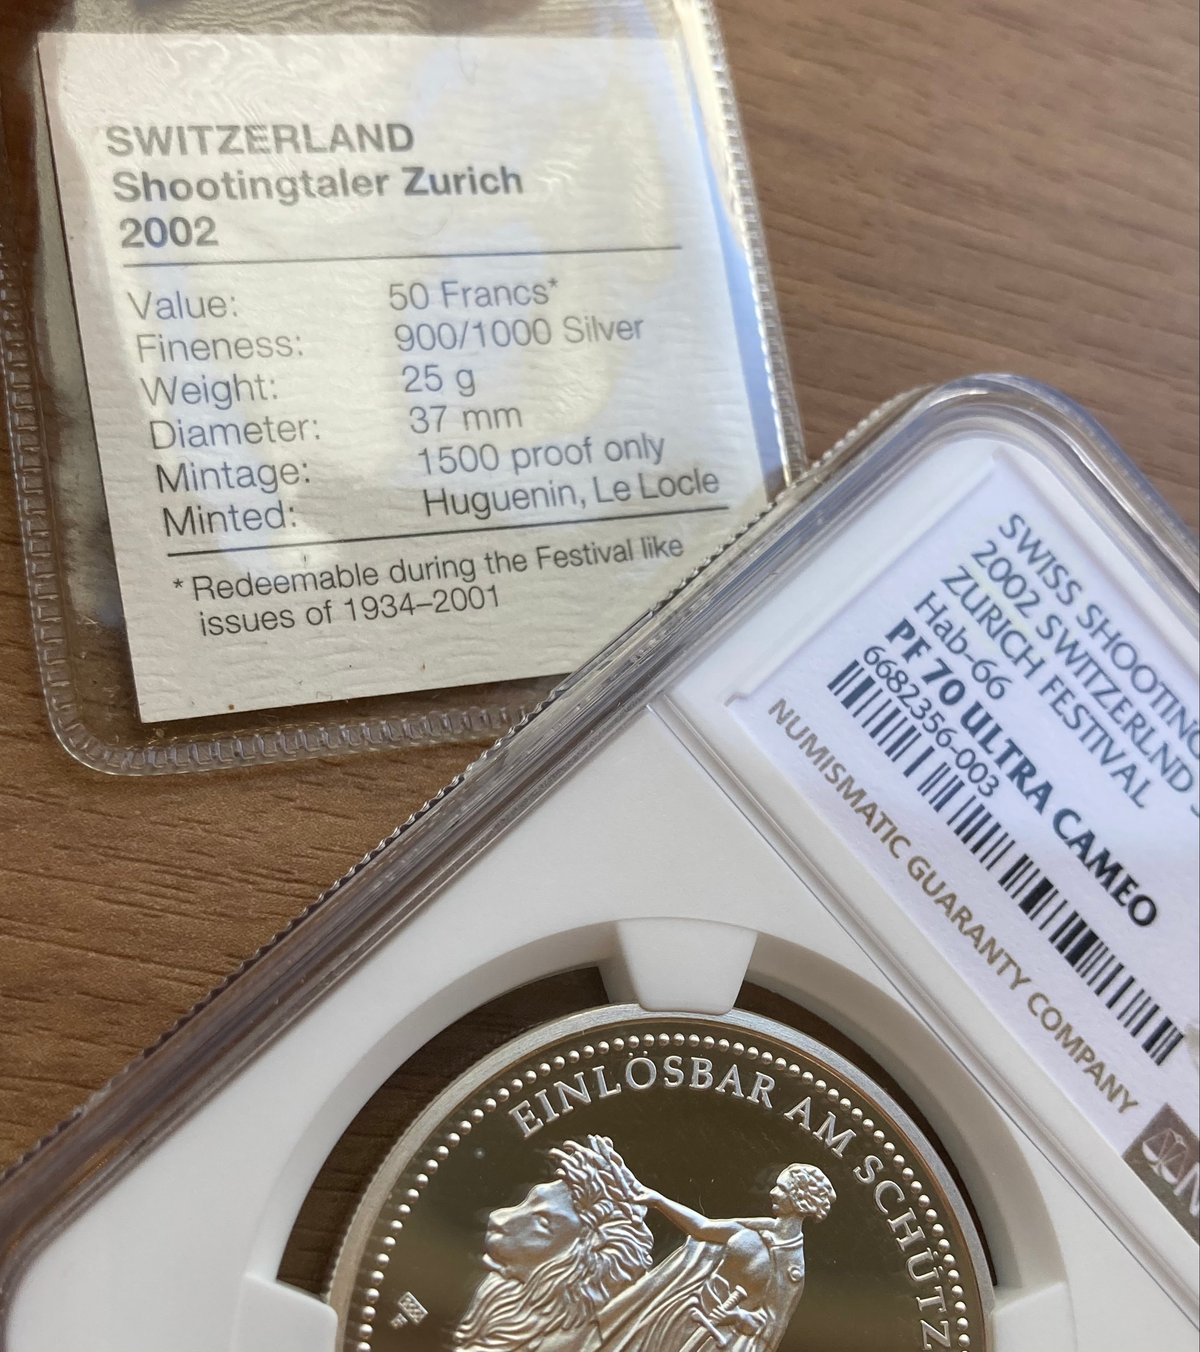 SWITZERLAND
Shootingtaler Zurich
2002
Value: 50 Francs*
Fineness: 900/1000 Silver
Weight: 25 g
Diameter: 37 mm
Mintage: 1500 proof only
Minted: Huguenin, Le Locle
* Redeemable during the Festival like
issues of 1934–2001
SWISS SHOOTING
2002 SWITZERLND
ZURICH FESTIVAL
Hab-66
PF 70 ULTRA CAMEO
6682356-003
NUMISMATIC GUARANTY COMPANY
EINLÖSBAR AM SCHÜTZ